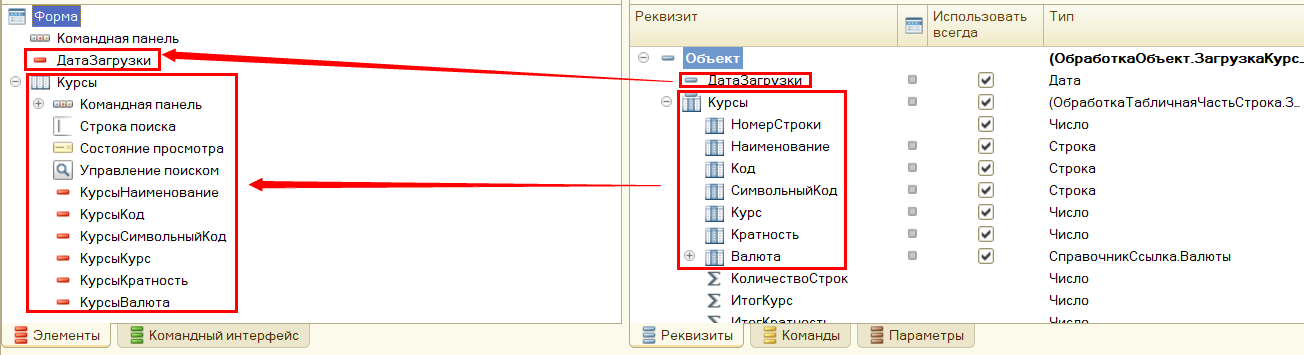 Форма
Командная панель
ДатаЗагрузки
Курсы
Командная панель
Строка поиска
Состояние просмотра
Управление поиском
КурсыНаименование
КурсыКод
КурсыСимвольныйКод
КурсыКурс
КурсыКратность
КурсыВалюта
Элементы Командный интерфейс
Реквизит Использовать всегда Тип
Объект (ОбработкаОбъект.ЗагрузкаКурс...
ДатаЗагрузки Дата
Курсы (ОбработкаТабличнаяЧастьСтрока.З...
НомерСтроки Число
Наименование Строка
Код Строка
СимвольныйКод Строка
Курс Число
Кратность Число
Валюта СправочникСсылка.Валюты
КоличествоСтрок Число
ИтогКурс Число
ИтогКратность Число
Реквизиты Команды Параметры